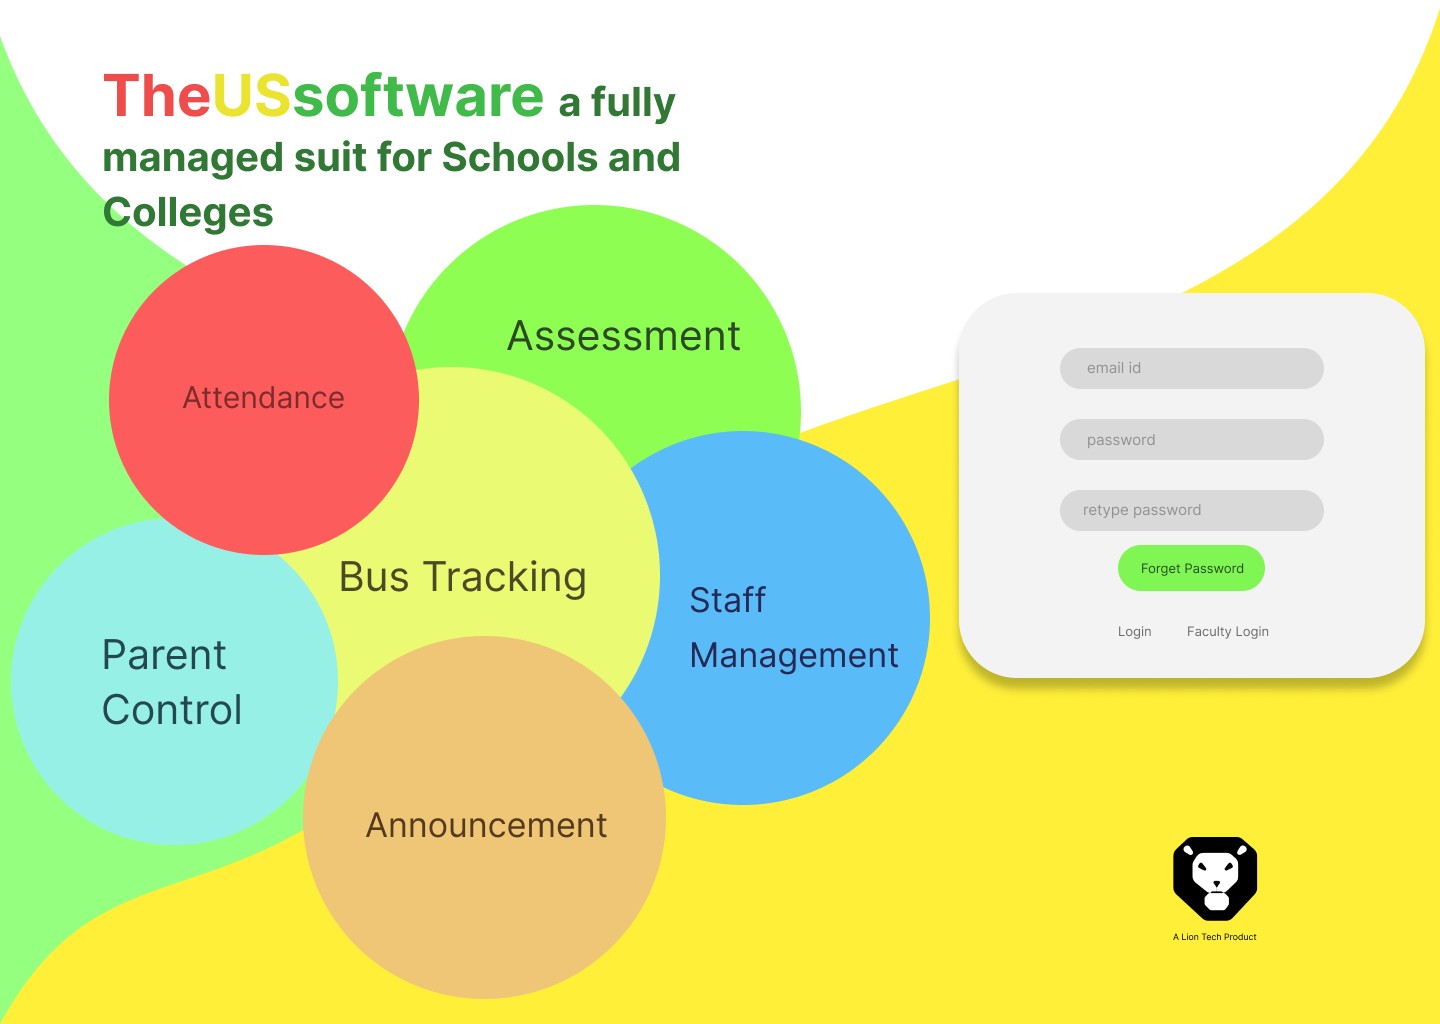 TheUSsoftware a fully
managed suit for Schools and
Colleges
Assessment
Attendance
Bus Tracking
Staff
Management
Parent
Control
Announcement
email id
password
retype password
Forget Password
Login Faculty Login
A Lion Tech Product